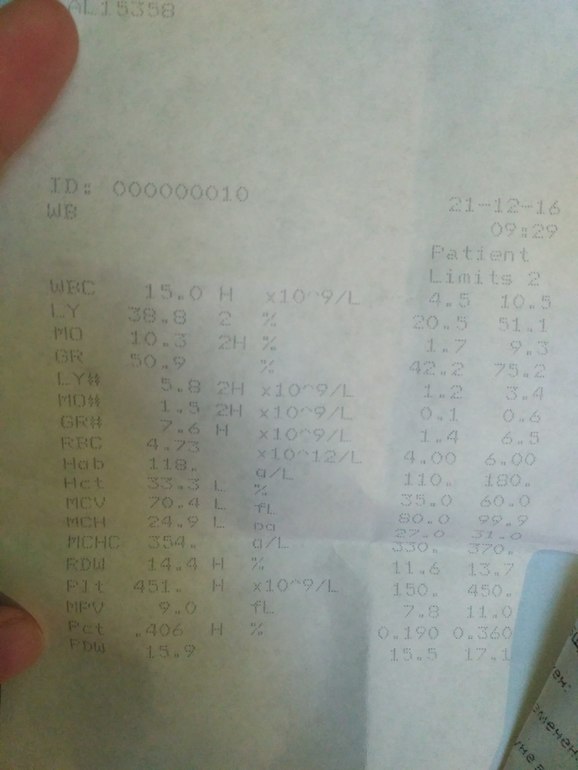 AL15358
ID: 000000010 21-12-16
WB 09:29
Patient
Limits 2
WBC 15.0 H x10^9/L 4.5 10.5
LY 38.8 2 % 20.5 51.1
MO 10.3 2H % 1.7 9.3
GR 50.9 % 42.2 75.2
LY# 5.8 2H x10^9/L 1.2 3.4
MO# 1.5 2H x10^9/L 0.1 0.6
GR# 7.6 H x10^9/L 1.4 6.5
RBC 4.73 x10^12/L 4.00 6.00
Hgb 118. g/L 110. 180.
Hct 33.3 L % 35.0 60.0
MCV 70.4 L fL 80.0 99.9
MCH 24.9 L pg 27.0 31.0
MCHC 354. g/L 330. 370.
RDW 14.4 H % 11.6 13.7
Plt 451. H x10^9/L 150. 450.
MPV 9.0 fL 7.8 11.0
Pct .406 H % 0.190 0.360
PDW 15.9 15.5 17.1